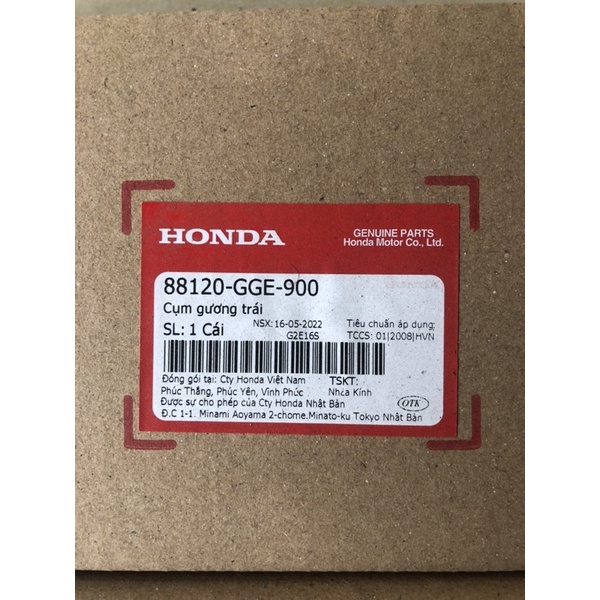 HONDA
GENUINE PARTS
Honda Motor Co., Ltd.
88120-GGE-900
Cụm gương trái
SL: 1 Cái
NSX: 16-05-2022
G2E16S
Tiêu chuẩn áp dụng:
TCCS: 01|2008|HVN
Đóng gói tại: Cty Honda Việt Nam
Phúc Thắng, Phúc Yên, Vĩnh Phúc
TSKT:
Nhựa Kính
Được sự cho phép của Cty Honda Nhật Bản
Đ.C 1-1. Minami Aoyama 2-chome.Minato-ku Tokyo Nhật Bản
OTK